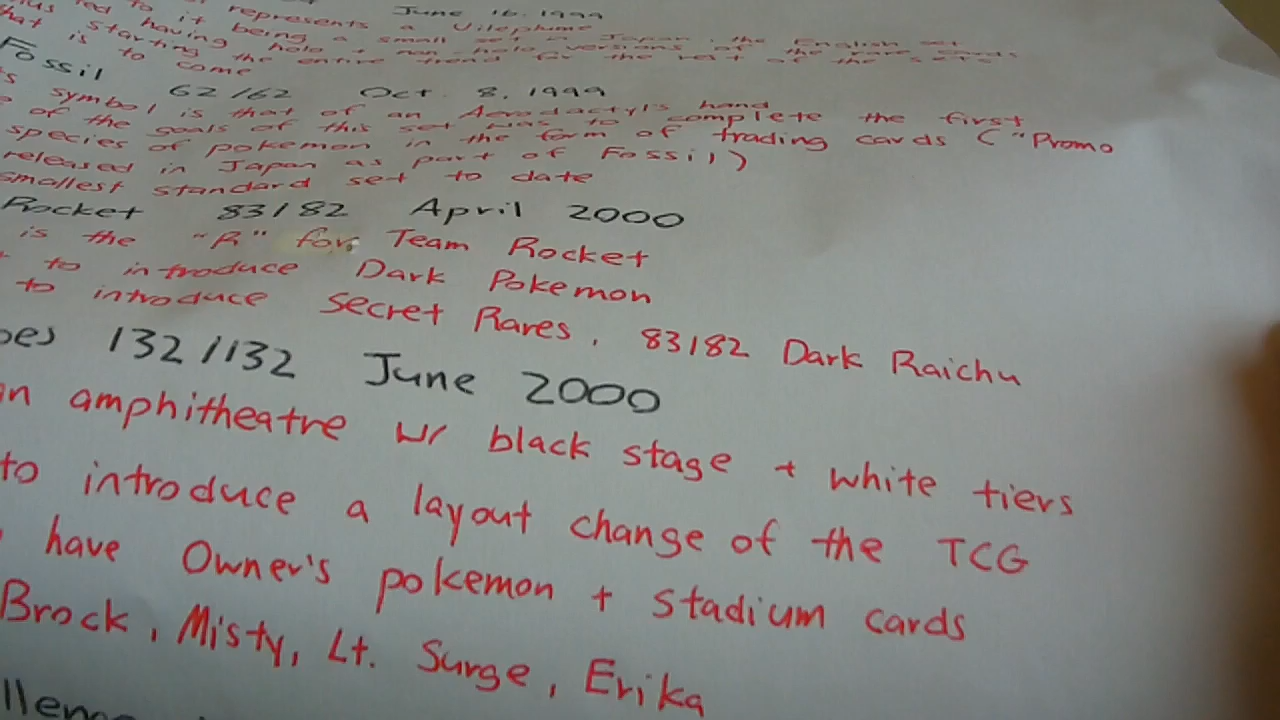 June 16, 1999
represents a Vileplume
it being a small set in Japan, the English set
that having holo + non-holo versions of the same cards
starting the entire trend for the rest of the sets
is to come
Fossil 62/62 Oct. 8, 1999
symbol is that of an Aerodactyl's hand
of the goals of this set was to complete the first
species of pokemon in the form of trading cards ("Promo
released in Japan as part of Fossil)
smallest standard set to date
Rocket 83/82 April 2000
is the "R" for Team Rocket
to introduce Dark Pokemon
to introduce Secret Rares, 83/82 Dark Raichu
132/132 June 2000
amphitheatre w/ black stage + white tiers
to introduce a layout change of the TCG
have Owner's pokemon + Stadium cards
Brock, Misty, Lt. Surge, Erika